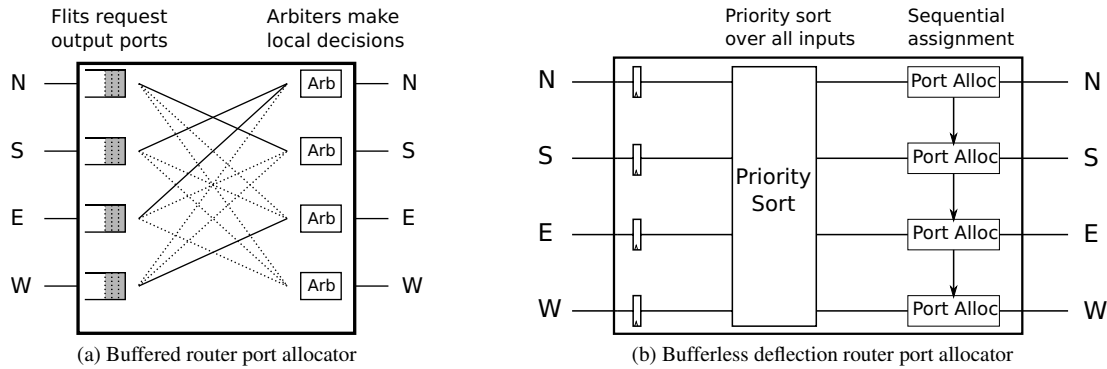 Flits request
output ports
Arbiters make
local decisions
N
Arb
N
S
Arb
S
E
Arb
E
W
Arb
W
(a) Buffered router port allocator
Priority sort
over all inputs
Sequential
assignment
N
Port Alloc
N
S
Port Alloc
S
Priority
Sort
E
Port Alloc
E
W
Port Alloc
W
(b) Bufferless deflection router port allocator